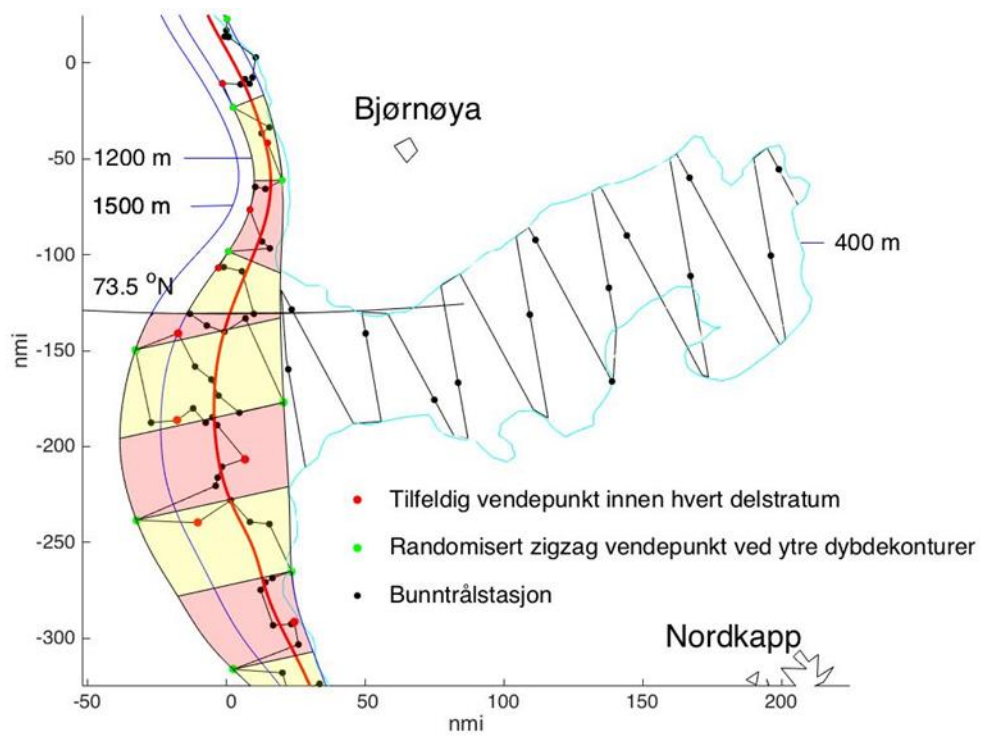 0
Bjørnøya
-50
1200 m
1500 m
-100
400 m
73.5 °N
nmi
-150
-200
Tilfeldig vendepunkt innen hvert delstratum
-250
Randomisert zigzag vendepunkt ved ytre dybdekonturer
Bunntrålstasjon
-300
Nordkapp
-50 0 50 100 150 200
nmi